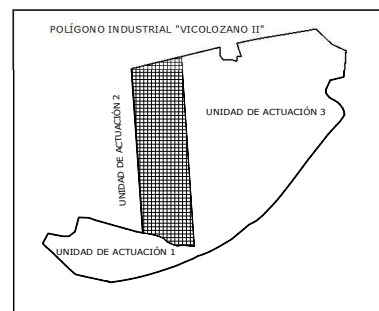 POLÍGONO INDUSTRIAL "VICOLOZANO II"
UNIDAD DE ACTUACIÓN 2
UNIDAD DE ACTUACIÓN 3
UNIDAD DE ACTUACIÓN 1